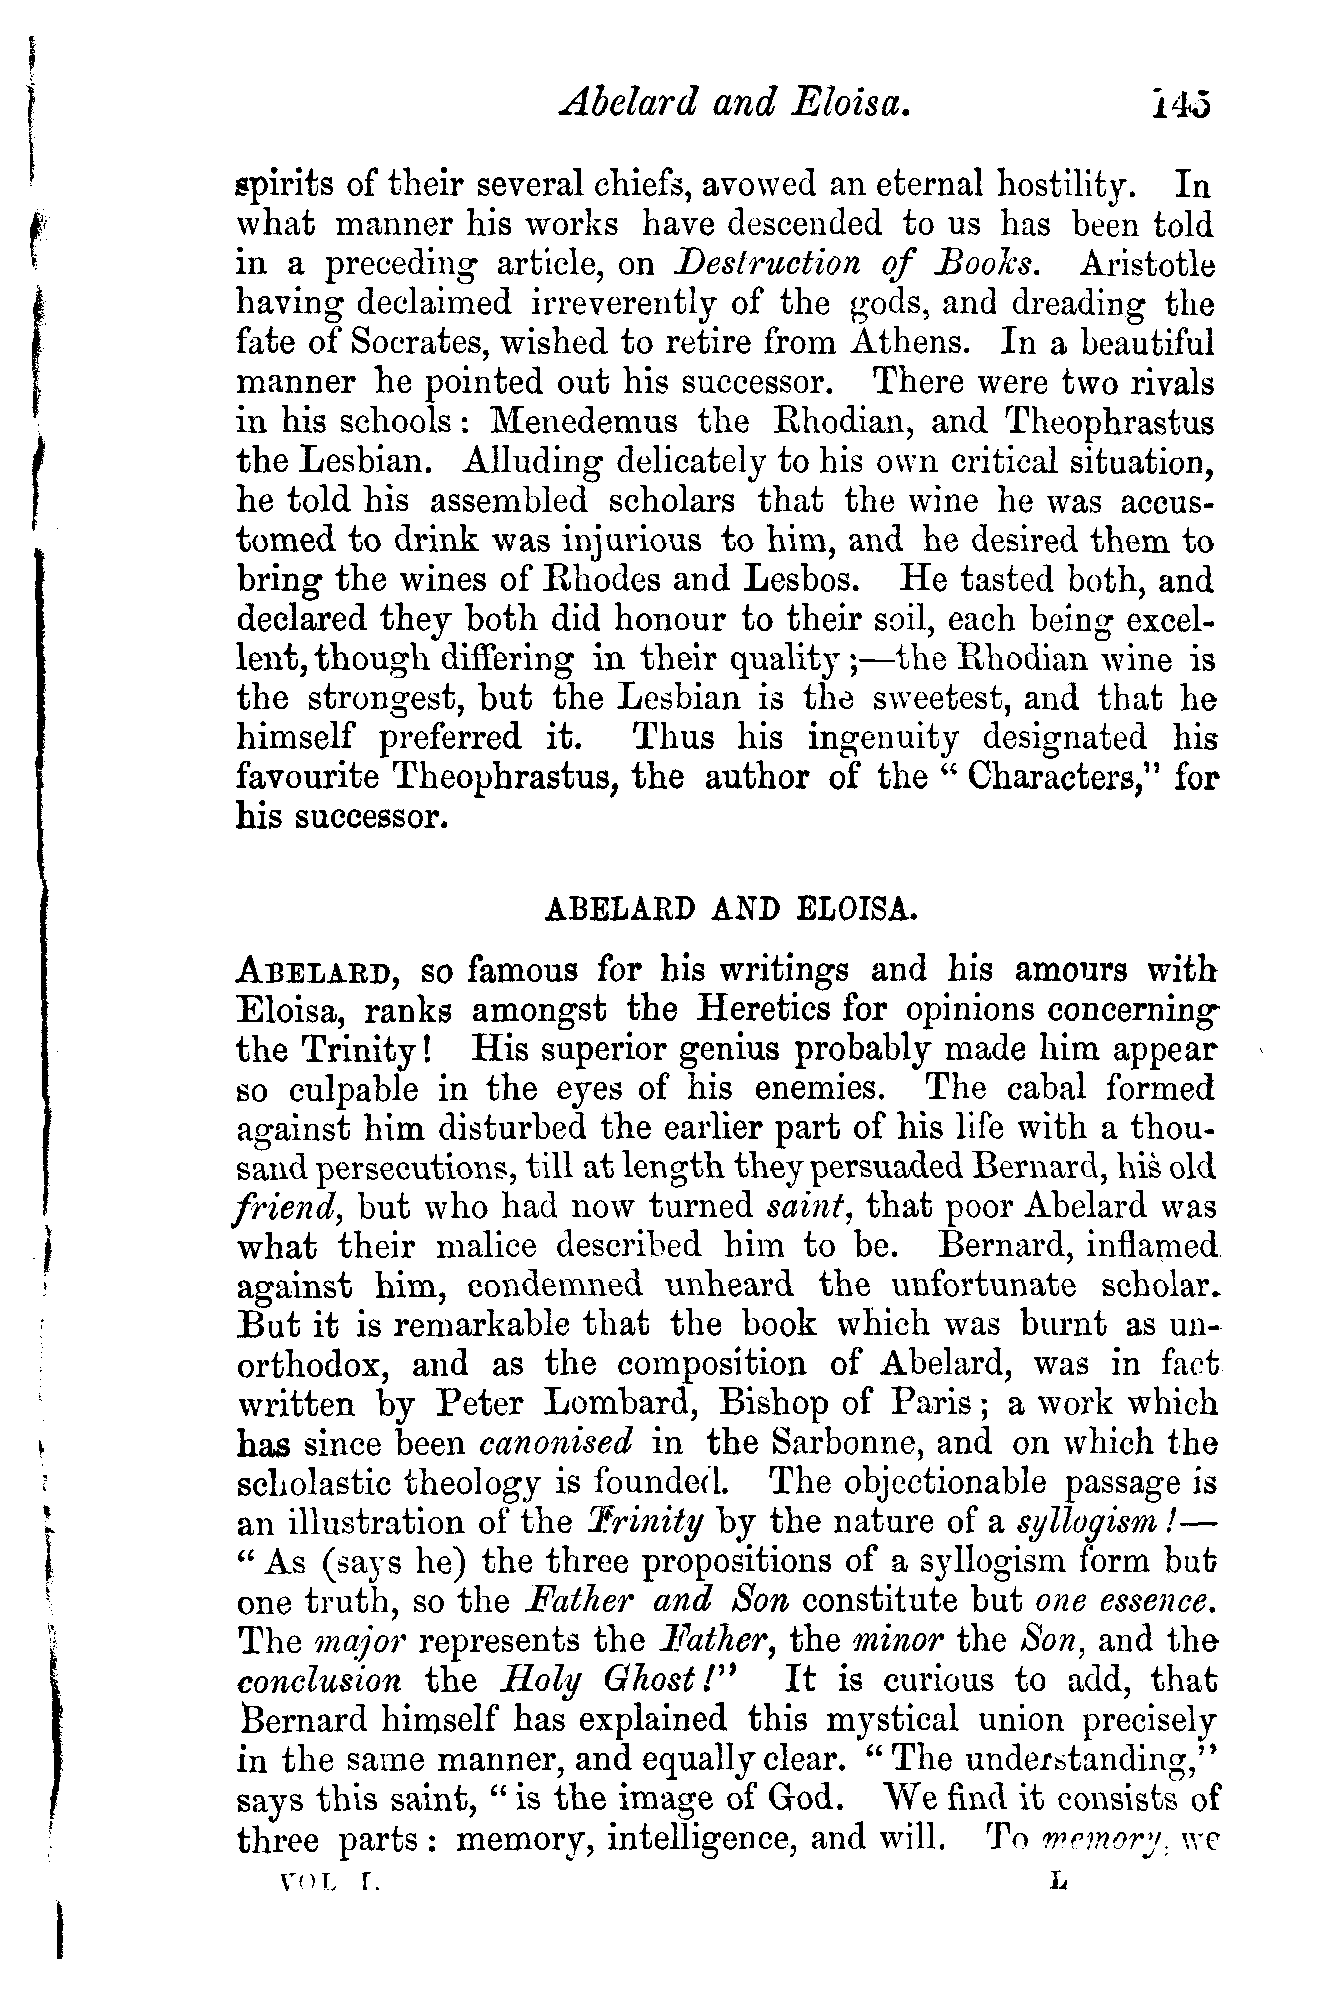 Abelard and Eloisa. 145
spirits of their several chiefs, avowed an eternal hostility. In
what manner his works have descended to us has been told
in a preceding article, on Destruction of Books. Aristotle
having declaimed irreverently of the gods, and dreading the
fate of Socrates, wished to retire from Athens. In a beautiful
manner he pointed out his successor. There were two rivals
in his schools: Menedemus the Rhodian, and Theophrastus
the Lesbian. Alluding delicately to his own critical situation,
he told his assembled scholars that the wine he was accus-
tomed to drink was injurious to him, and he desired them to
bring the wines of Rhodes and Lesbos. He tasted both, and
declared they both did honour to their soil, each being excel-
lent, though differing in their quality;—the Rhodian wine is
the strongest, but the Lesbian is the sweetest, and that he
himself preferred it. Thus his ingenuity designated his
favourite Theophrastus, the author of the "Characters," for
his successor.
ABELARD AND ELOISA.
ABELARD, so famous for his writings and his amours with
Eloisa, ranks amongst the Heretics for opinions concerning
the Trinity! His superior genius probably made him appear
so culpable in the eyes of his enemies. The cabal formed
against him disturbed the earlier part of his life with a thou-
sand persecutions, till at length they persuaded Bernard, his old
friend, but who had now turned saint, that poor Abelard was
what their malice described him to be. Bernard, inflamed
against him, condemned unheard the unfortunate scholar.
But it is remarkable that the book which was burnt as un-
orthodox, and as the composition of Abelard, was in fact
written by Peter Lombard, Bishop of Paris; a work which
has since been canonised in the Sarbonne, and on which the
scholastic theology is founded. The objectionable passage is
an illustration of the Trinity by the nature of a syllogism!—
"As (says he) the three propositions of a syllogism form but
one truth, so the Father and Son constitute but one essence.
The major represents the Father, the minor the Son, and the
conclusion the Holy Ghost!" It is curious to add, that
Bernard himself has explained this mystical union precisely
in the same manner, and equally clear. "The understanding,"
says this saint, "is the image of God. We find it consists of
three parts: memory, intelligence, and will. To memory, we
VOL I. L